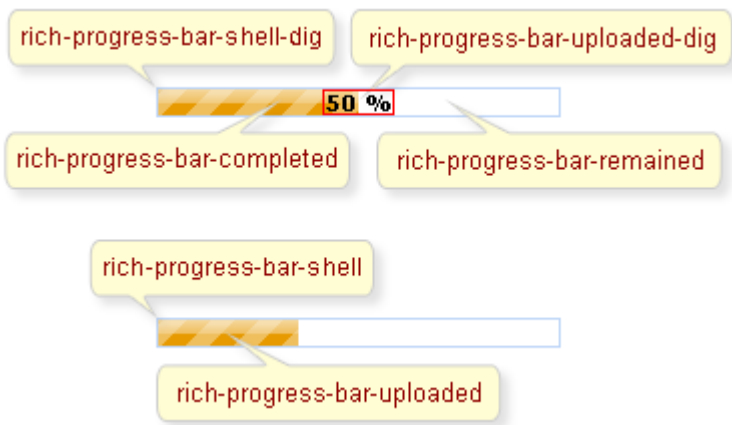 rich-progress-bar-shell-dig
rich-progress-bar-uploaded-dig
50 %
rich-progress-bar-completed
rich-progress-bar-remained
rich-progress-bar-shell
rich-progress-bar-uploaded